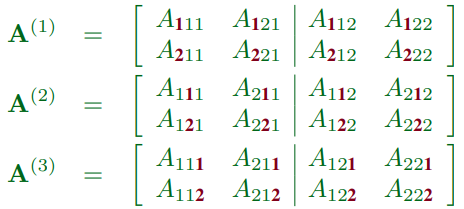 A(1) = [ A111 A121 | A112 A122 ]
[ A211 A221 | A212 A222 ]
A(2) = [ A111 A211 | A112 A212 ]
[ A121 A221 | A122 A222 ]
A(3) = [ A111 A211 | A121 A221 ]
[ A112 A212 | A122 A222 ]